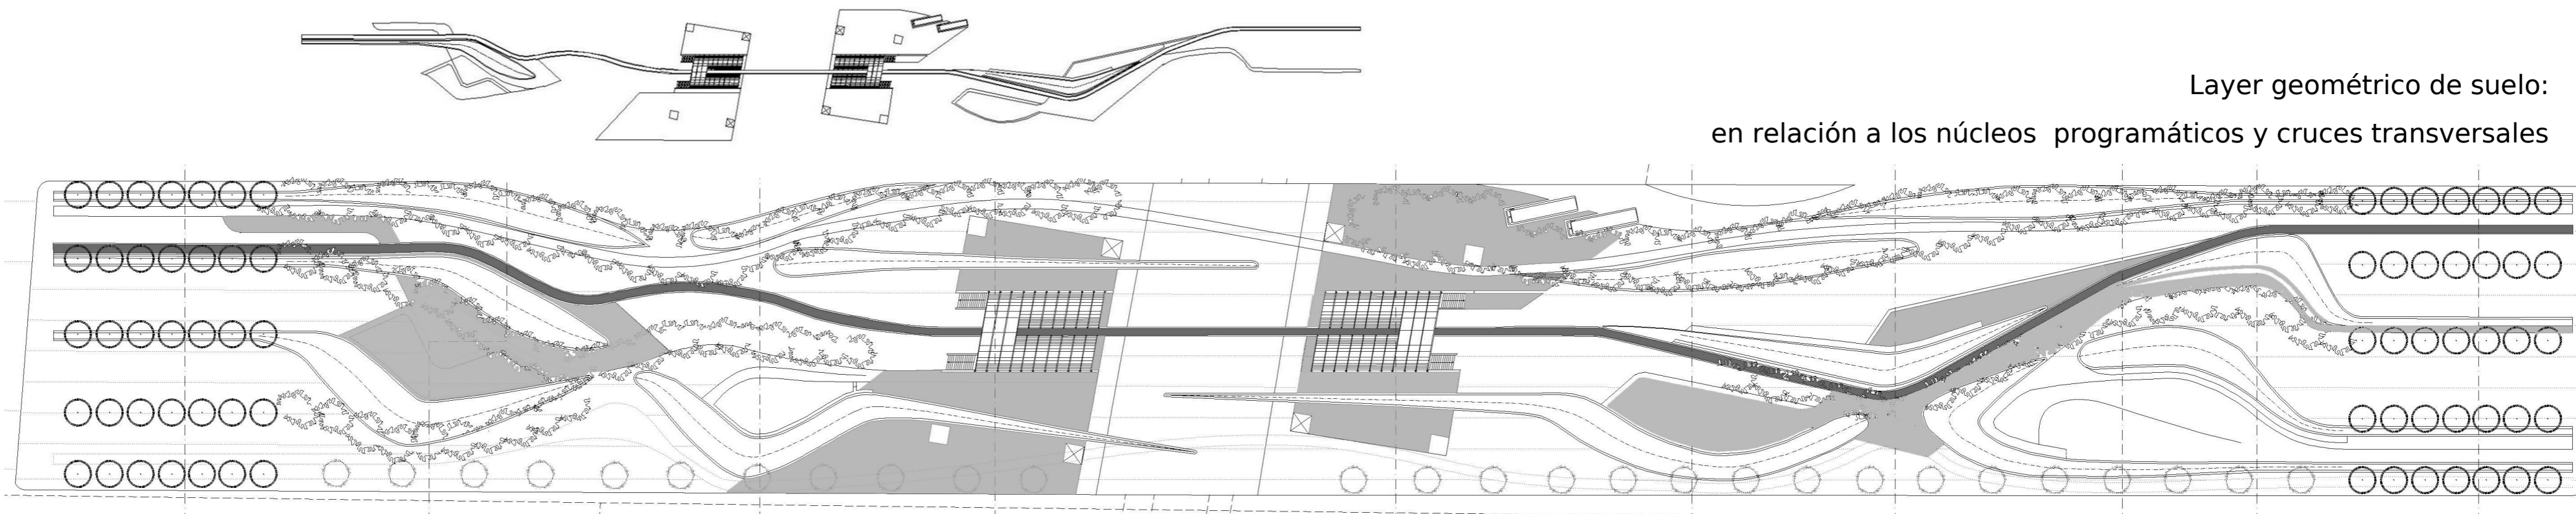 Layer geométrico de suelo:
en relación a los núcleos  programáticos y cruces transversales